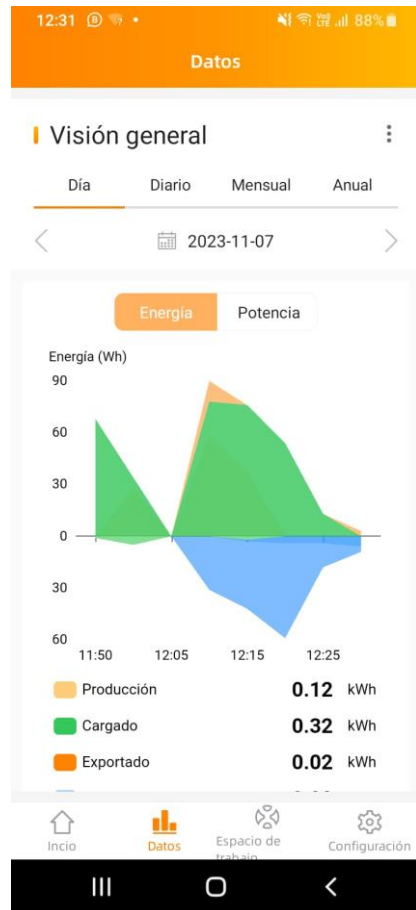 12:31 88%
Datos
Visión general
Día Diario Mensual Anual
2023-11-07
Energía Potencia
Energía (Wh)
90
60
30
0
30
60
11:50 12:05 12:15 12:25
Producción 0.12 kWh
Cargado 0.32 kWh
Exportado 0.02 kWh
Incio Datos Espacio de trabajo Configuración